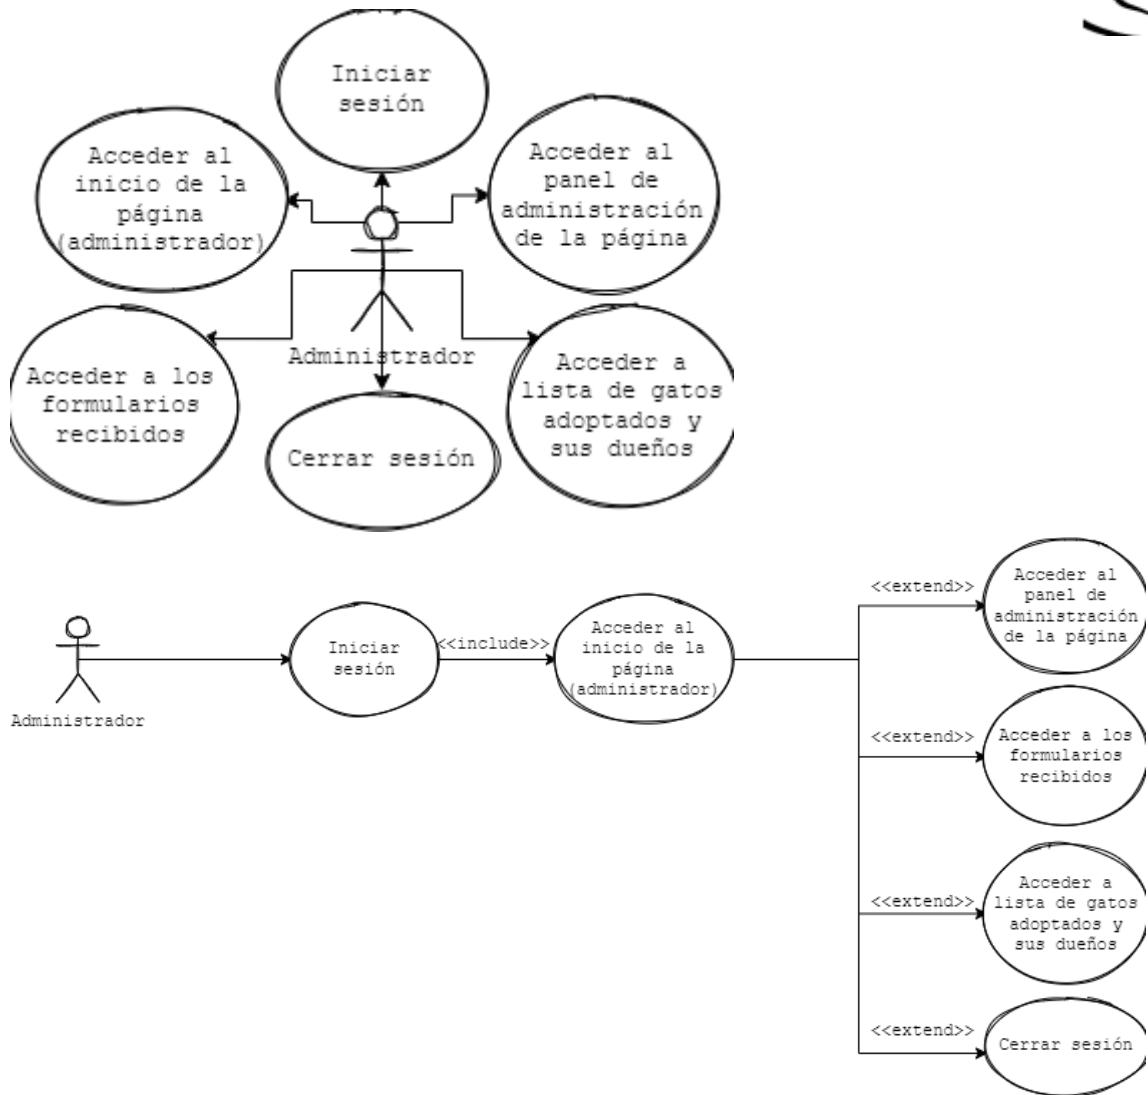 Iniciar
sesión
Acceder al
inicio de la
página
(administrador)
Acceder al
panel de
administración
de la página
Administrador
Acceder a los
formularios
recibidos
Acceder a
lista de gatos
adoptados y
sus dueños
Cerrar sesión
Administrador
Iniciar
sesión
<<include>>
Acceder al
inicio de la
página
(administrador)
<<extend>>
Acceder al
panel de
administración
de la página
<<extend>>
Acceder a los
formularios
recibidos
<<extend>>
Acceder a
lista de gatos
adoptados y
sus dueños
<<extend>>
Cerrar sesión